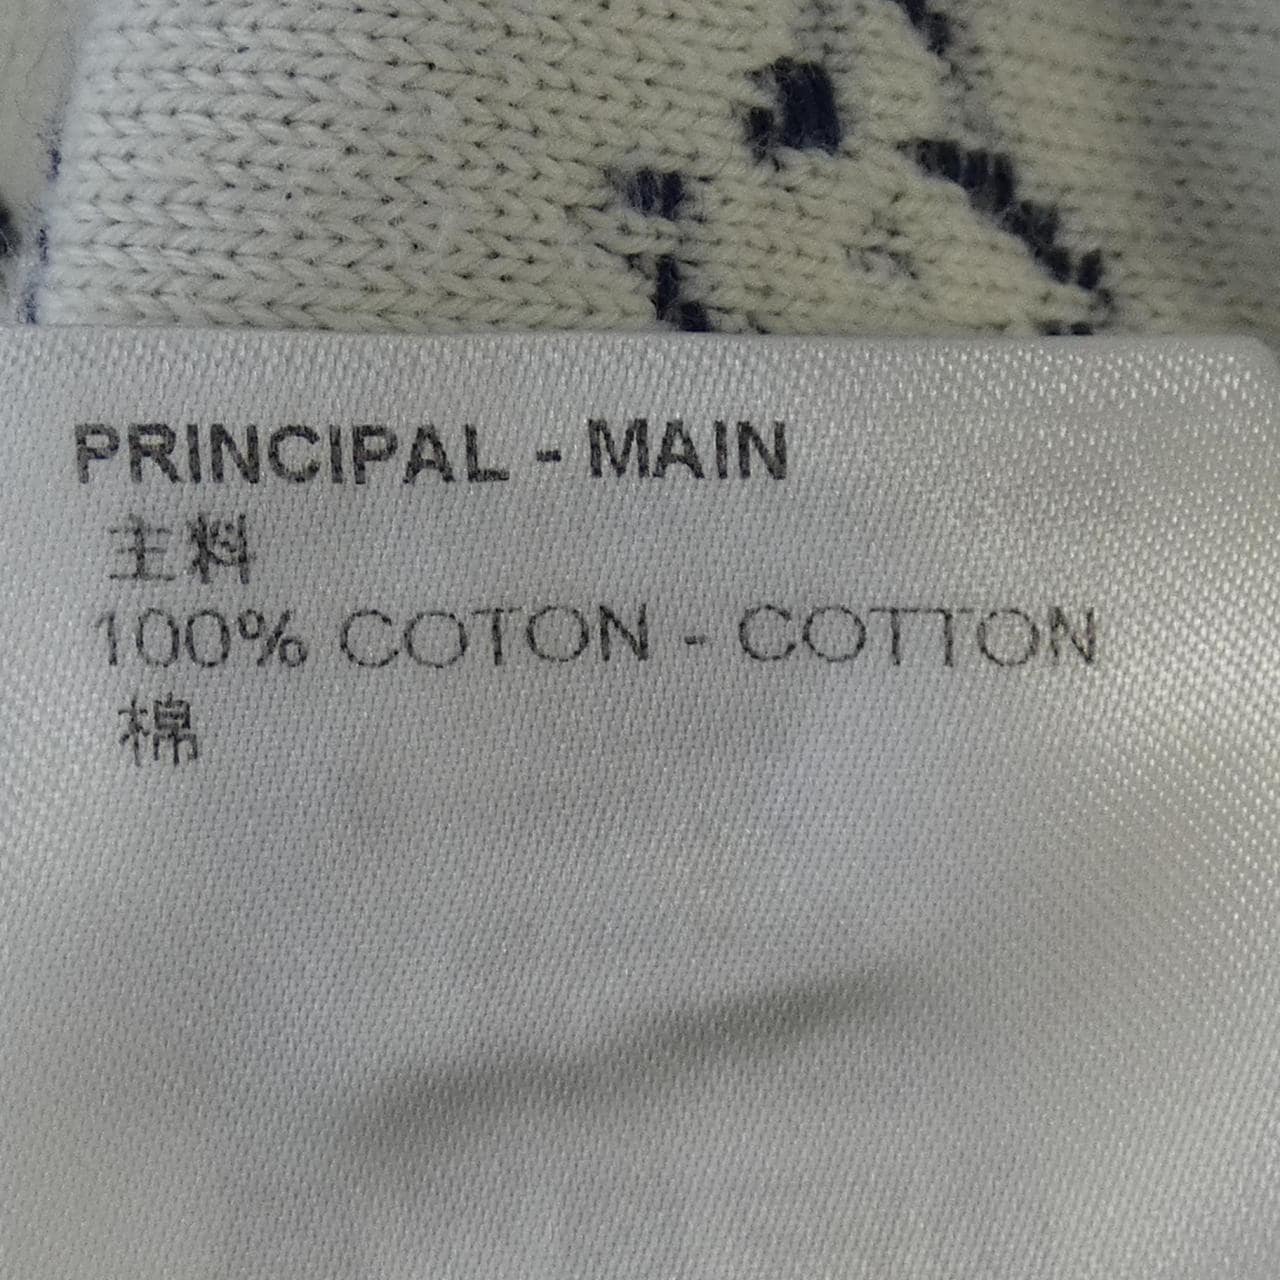 PRINCIPAL - MAIN
主料
100% COTON - COTTON
棉